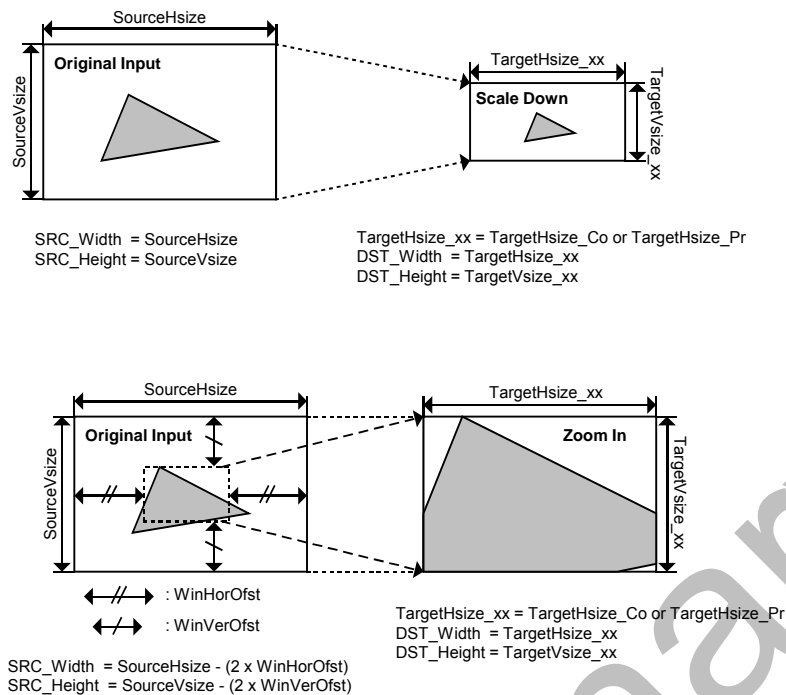 SourceHsize
SourceVsize
Original Input
TargetHsize_xx
TargetVsize_xx
Scale Down
SRC_Width = SourceHsize
SRC_Height = SourceVsize
TargetHsize_xx = TargetHsize_Co or TargetHsize_Pr
DST_Width = TargetHsize_xx
DST_Height = TargetVsize_xx
SourceHsize
SourceVsize
Original Input
TargetHsize_xx
TargetVsize_xx
Zoom In
: WinHorOfst
: WinVerOfst
SRC_Width = SourceHsize - (2 x WinHorOfst)
SRC_Height = SourceVsize - (2 x WinVerOfst)
TargetHsize_xx = TargetHsize_Co or TargetHsize_Pr
DST_Width = TargetHsize_xx
DST_Height = TargetVsize_xx